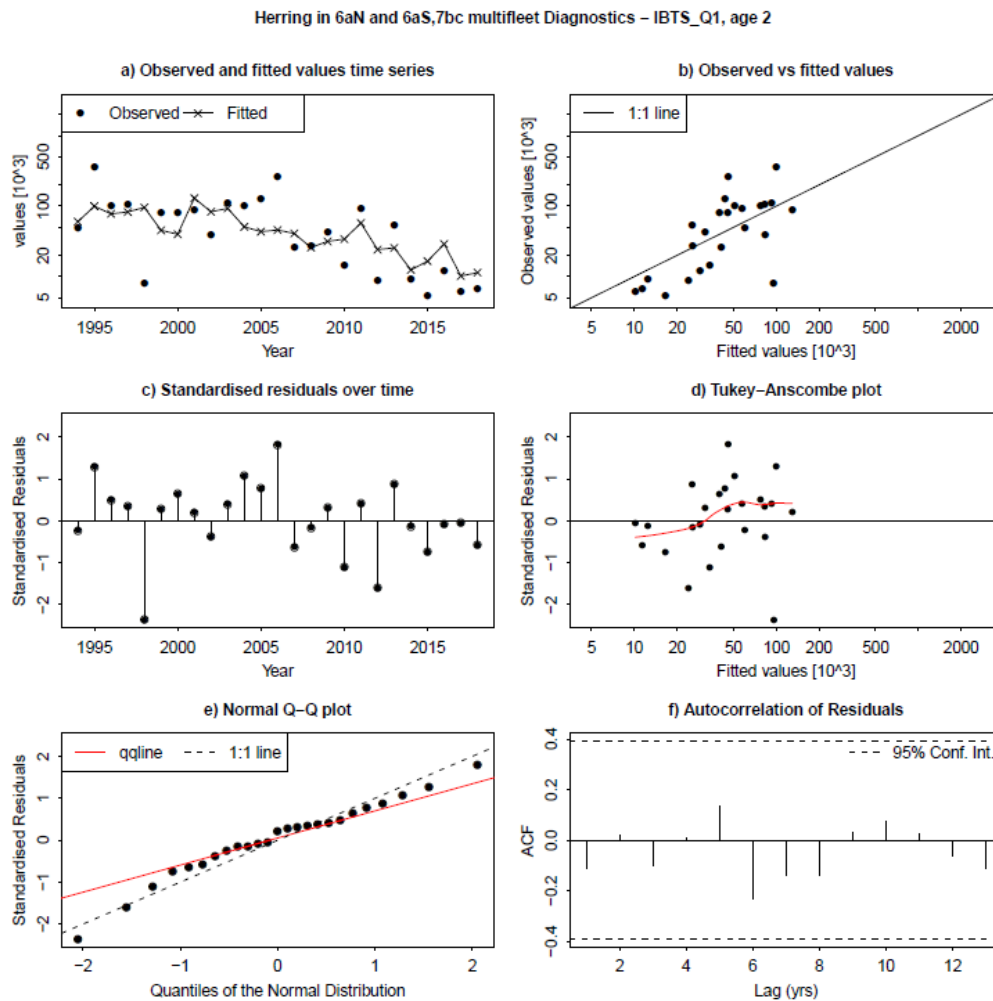 Herring in 6aN and 6aS,7bc multifleet Diagnostics – IBTS_Q1, age 2
a) Observed and fitted values time series
Observed
Fitted
values [10^3]
500
100
20
5
1995
2000
2005
2010
2015
Year
b) Observed vs fitted values
1:1 line
Observed values [10^3]
500
100
20
5
5
10
20
50
100
200
500
2000
Fitted values [10^3]
c) Standardised residuals over time
Standardised Residuals
2
1
0
−1
−2
1995
2000
2005
2010
2015
Year
d) Tukey−Anscombe plot
Standardised Residuals
2
1
0
−1
−2
5
10
20
50
100
200
500
2000
Fitted values [10^3]
e) Normal Q−Q plot
qqline
1:1 line
Standardised Residuals
2
1
0
−1
−2
−2
−1
0
1
2
Quantiles of the Normal Distribution
f) Autocorrelation of Residuals
95% Conf. Int.
ACF
0.4
0.2
0.0
−0.2
−0.4
2
4
6
8
10
12
Lag (yrs)